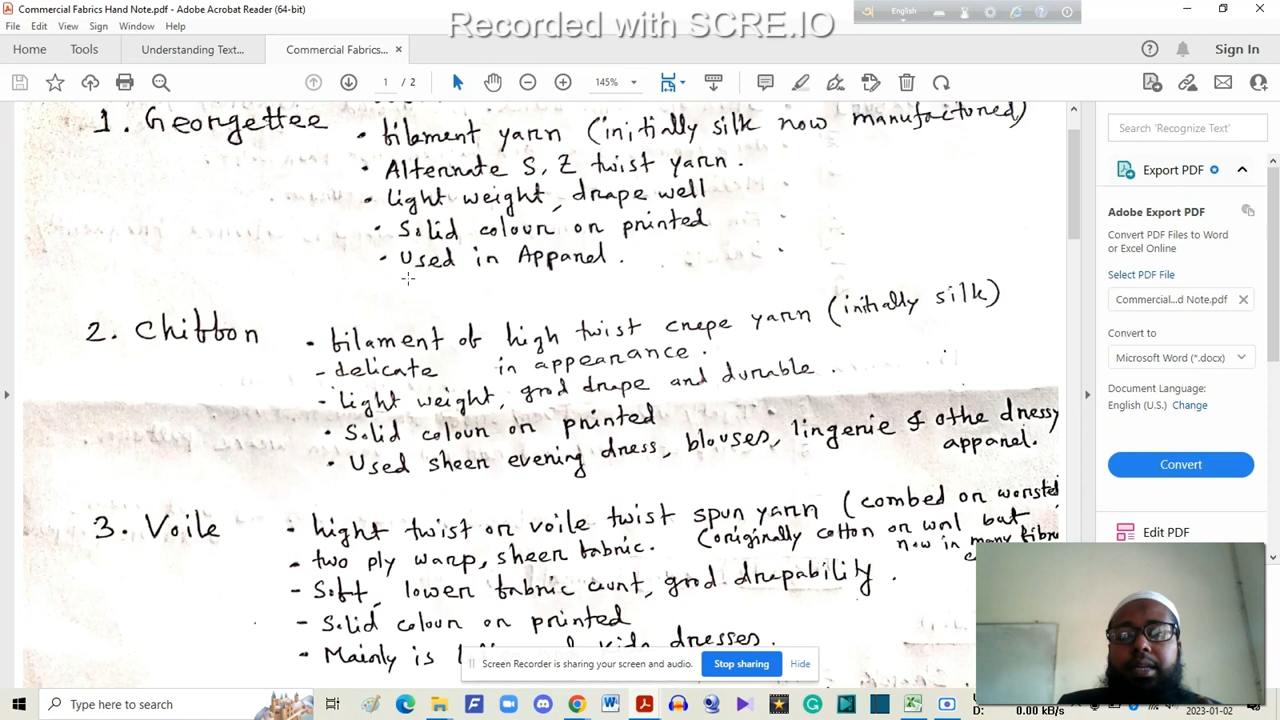 Commercial Fabrics Hand Note.pdf - Adobe Acrobat Reader (64-bit)
Recorded with SCRE.IO
English
File Edit View Sign Window Help
Home Tools Understanding Text... Commercial Fabrics... × Sign In
1 / 2 145%
1. Georgettee
• filament yarn (initially silk now manufactured)
• Alternate S, Z twist yarn.
• light weight, drape well
• Solid colour or printed
• Used in Apparel.
2. Chiffon
• filament of high twist crepe yarn (initially silk)
- delicate in appearance.
- light weight, good drape and durable.
• Solid colour or printed
• Used sheer evening dress, blouses, lingerie & othe dressy
apparel.
3. Voile
• hight twist or voile twist spun yarn (combed or worsted
(originally cotton or wool but
now in many fibre
• two ply warp, sheer fabric.
- Soft, lower fabric count, good drapability.
- Solid colour or printed
• Mainly is dresses.
Search 'Recognize Text'
Export PDF
Adobe Export PDF
Convert PDF Files to Word
or Excel Online
Select PDF File
Commercial...d Note.pdf ×
Convert to
Microsoft Word (*.docx)
Document Language:
English (U.S.) Change
Convert
Edit PDF
Screen Recorder is sharing your screen and audio. Stop sharing Hide
Type here to search
D: 0.00 kB/s
2023-01-02